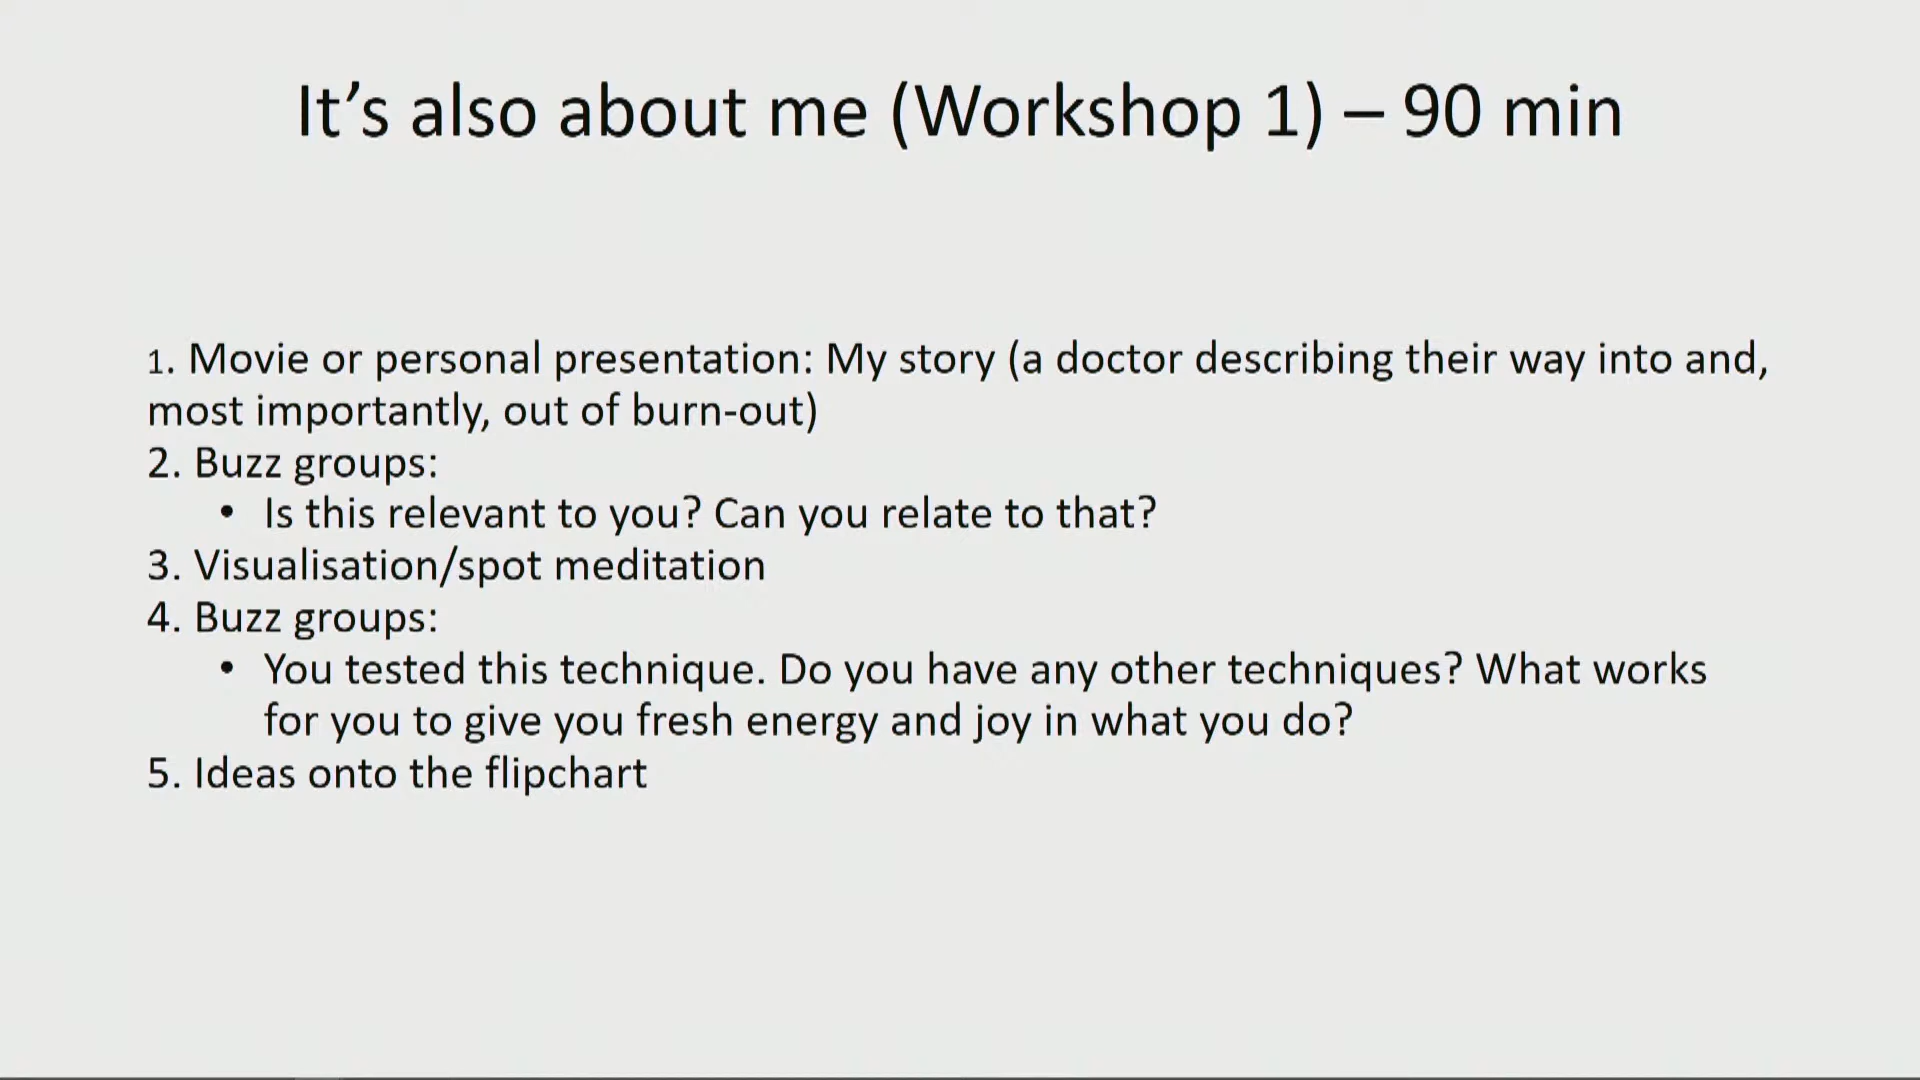 It’s also about me (Workshop 1) – 90 min
1. Movie or personal presentation: My story (a doctor describing their way into and,
most importantly, out of burn-out)
2. Buzz groups:
• Is this relevant to you? Can you relate to that?
3. Visualisation/spot meditation
4. Buzz groups:
• You tested this technique. Do you have any other techniques? What works
for you to give you fresh energy and joy in what you do?
5. Ideas onto the flipchart